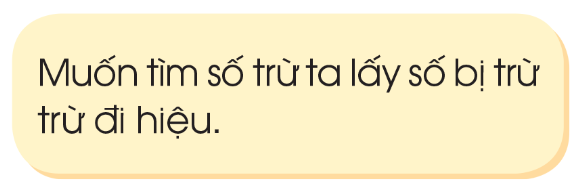 Muốn tìm số trừ ta lấy số bị trừ
trừ đi hiệu.